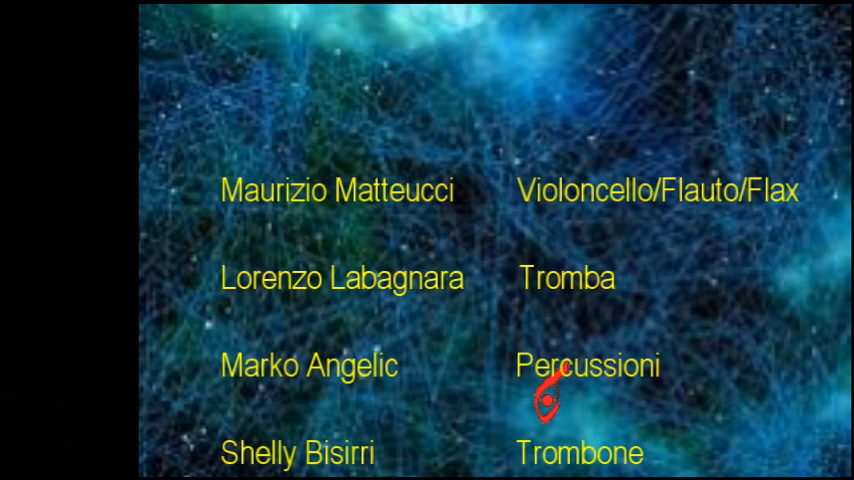 Maurizio Matteucci Violoncello/Flauto/Flax
Lorenzo Labagnara Tromba
Marko Angelic Percussioni
Shelly Bisirri Trombone